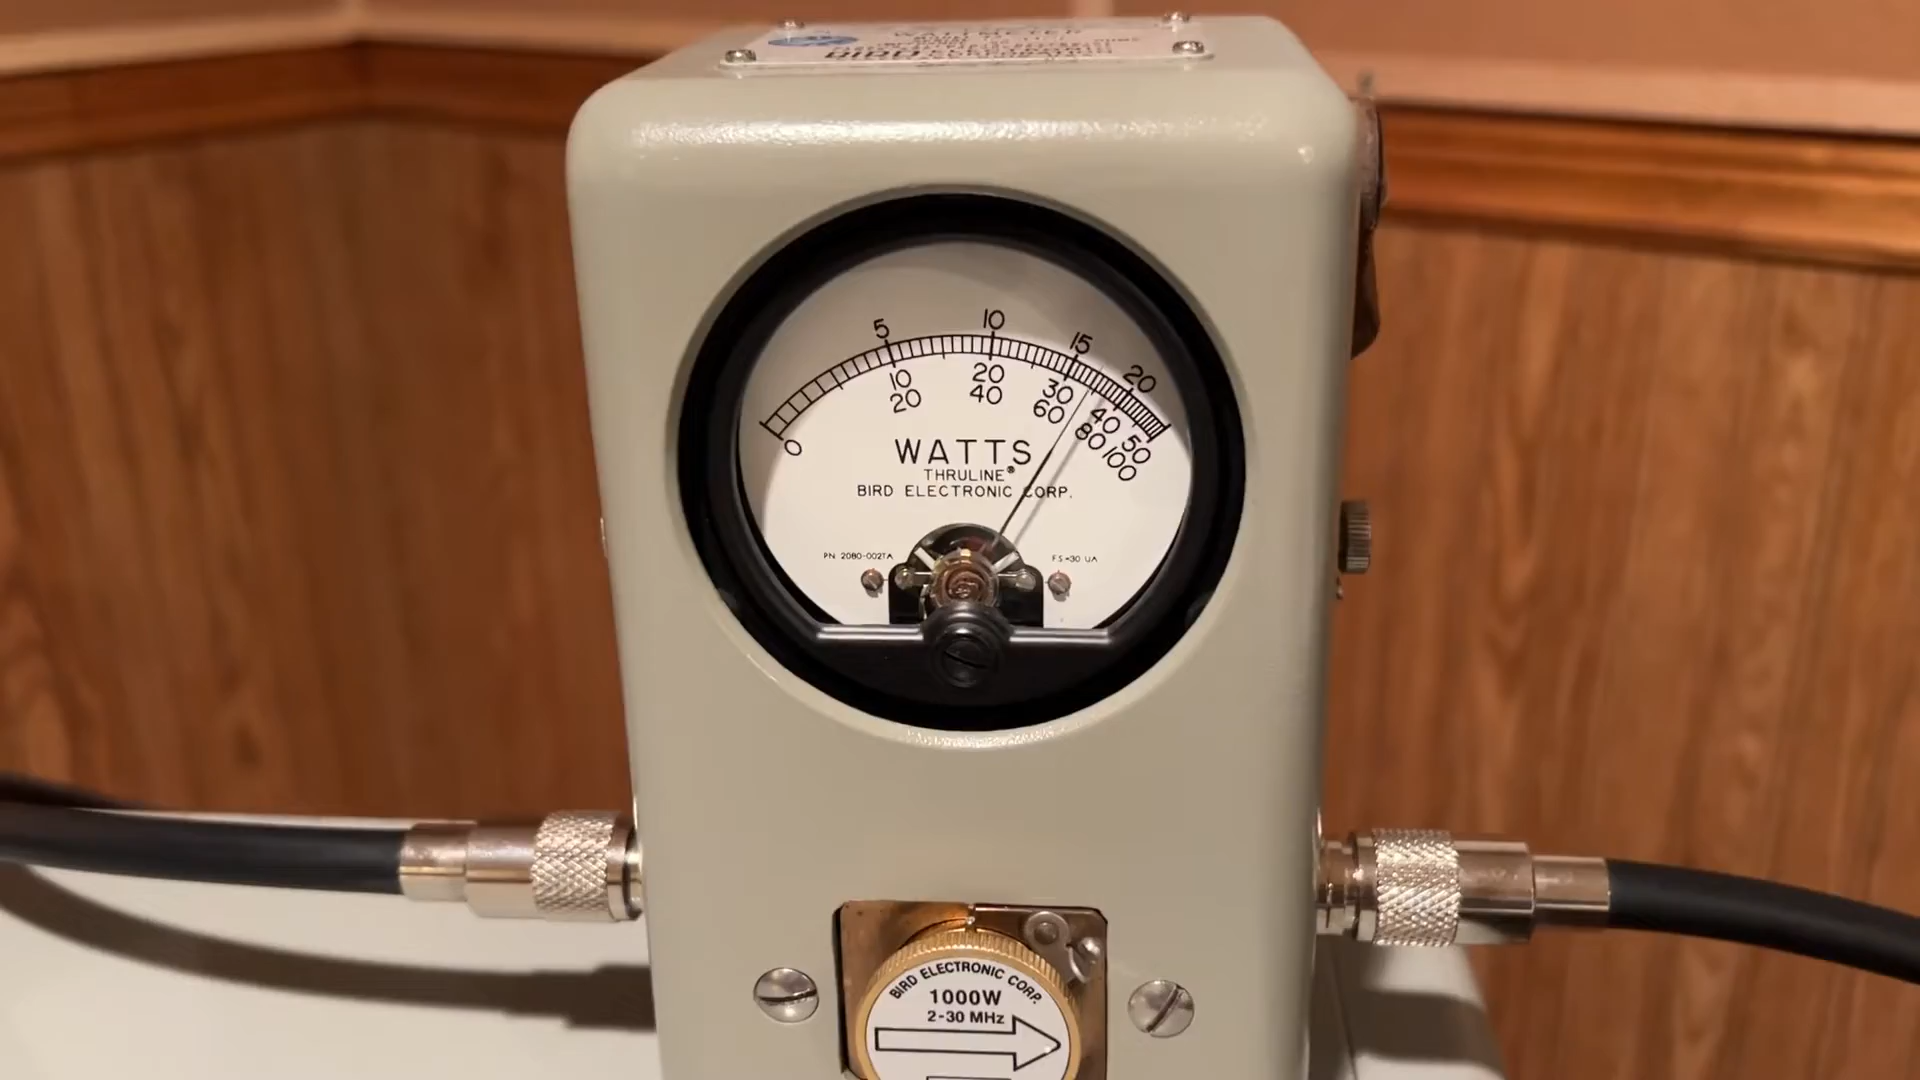 WATTMETER
5 10 15 20
10 20 30 40 50
0 20 40 60 80 100
WATTS
THRULINE®
BIRD ELECTRONIC CORP.
PN 2080-002TA
FS=30 UA
BIRD ELECTRONIC CORP.
1000W
2-30 MHz